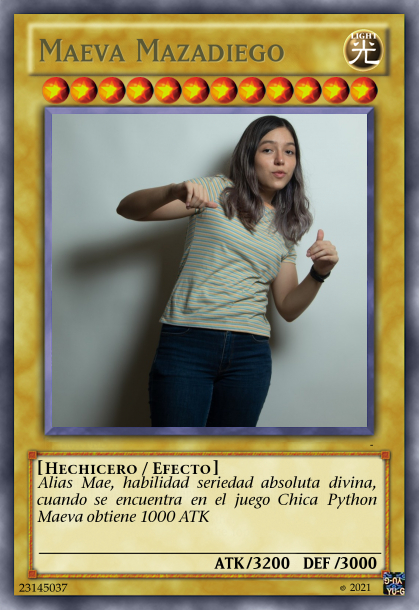 Maeva Mazadiego
LIGHT
光
[Hechicero / Efecto]
Alias Mae, habilidad seriedad absoluta divina,
cuando se encuentra en el juego Chica Python
Maeva obtiene 1000 ATK
ATK/3200 DEF/3000
23145037
© 2021